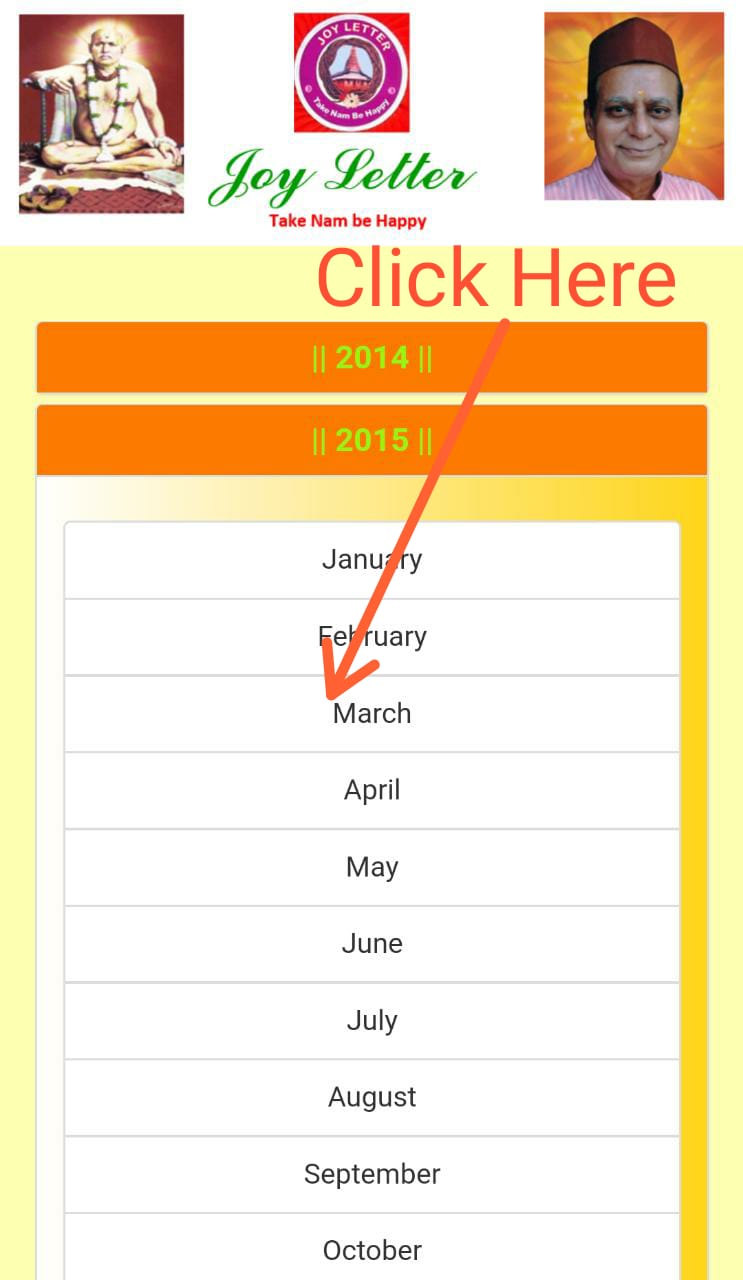 JOY LETTER
© Take Nam Be Happy ©
Joy Letter
Take Nam be Happy
Click Here
|| 2014 ||
|| 2015 ||
January
February
March
April
May
June
July
August
September
October